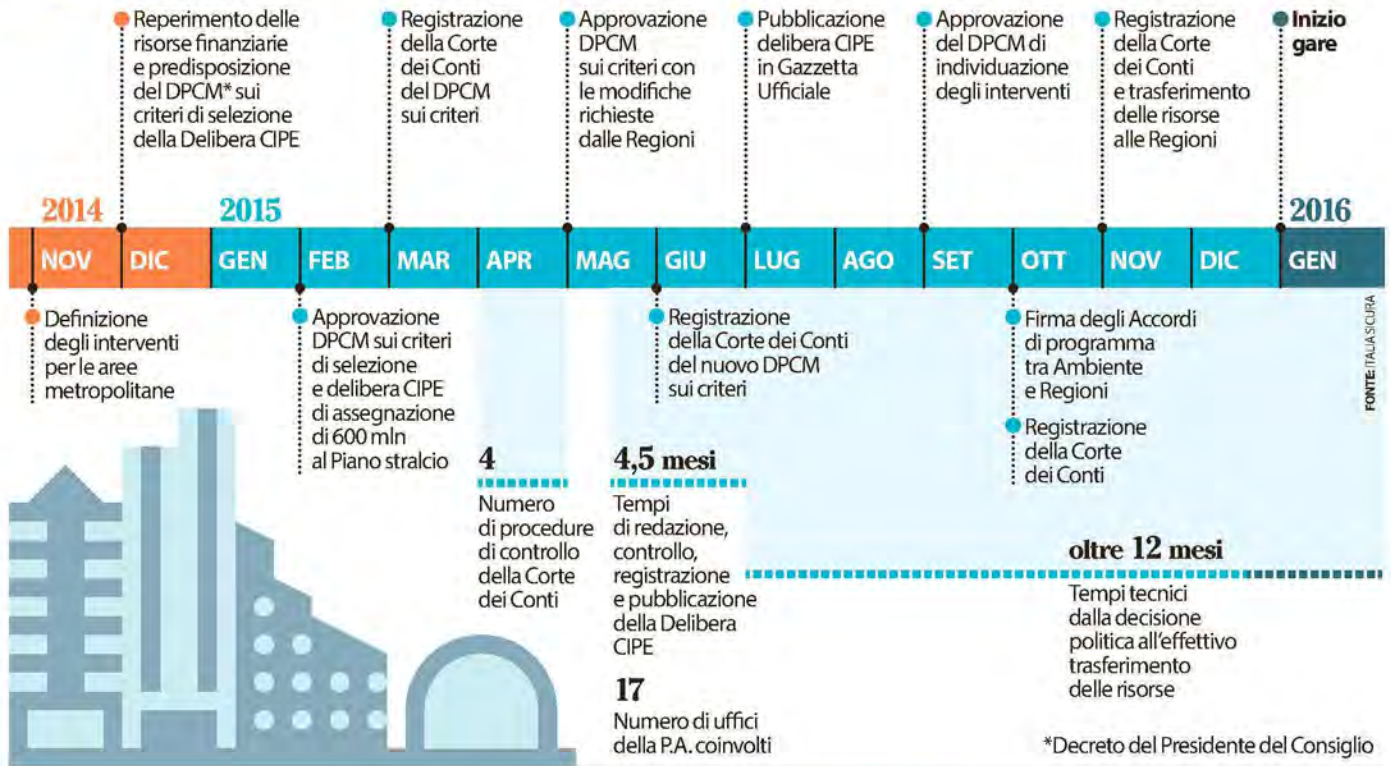 Reperimento delle
risorse finanziarie
e predisposizione
del DPCM* sui
criteri di selezione
della Delibera CIPE
Registrazione
della Corte
dei Conti
del DPCM
sui criteri
Approvazione
DPCM
sui criteri con
le modifiche
richieste
dalle Regioni
Pubblicazione
delibera CIPE
in Gazzetta
Ufficiale
Approvazione
del DPCM di
individuazione
degli interventi
Registrazione
della Corte
dei Conti
e trasferimento
delle risorse
alle Regioni
Inizio
gare
2014 2015 2016
NOV DIC GEN FEB MAR APR MAG GIU LUG AGO SET OTT NOV DIC GEN
Definizione
degli interventi
per le aree
metropolitane
Approvazione
DPCM sui criteri
di selezione
e delibera CIPE
di assegnazione
di 600 mln
al Piano stralcio
Registrazione
della Corte dei Conti
del nuovo DPCM
sui criteri
Firma degli Accordi
di programma
tra Ambiente
e Regioni
Registrazione
della Corte
dei Conti
FONTE: ITALIA SICURA
4
Numero
di procedure
di controllo
della Corte
dei Conti
4,5 mesi
Tempi
di redazione,
controllo,
registrazione
e pubblicazione
della Delibera
CIPE
17
Numero di uffici
della P.A. coinvolti
oltre 12 mesi
Tempi tecnici
dalla decisione
politica all'effettivo
trasferimento
delle risorse
*Decreto del Presidente del Consiglio